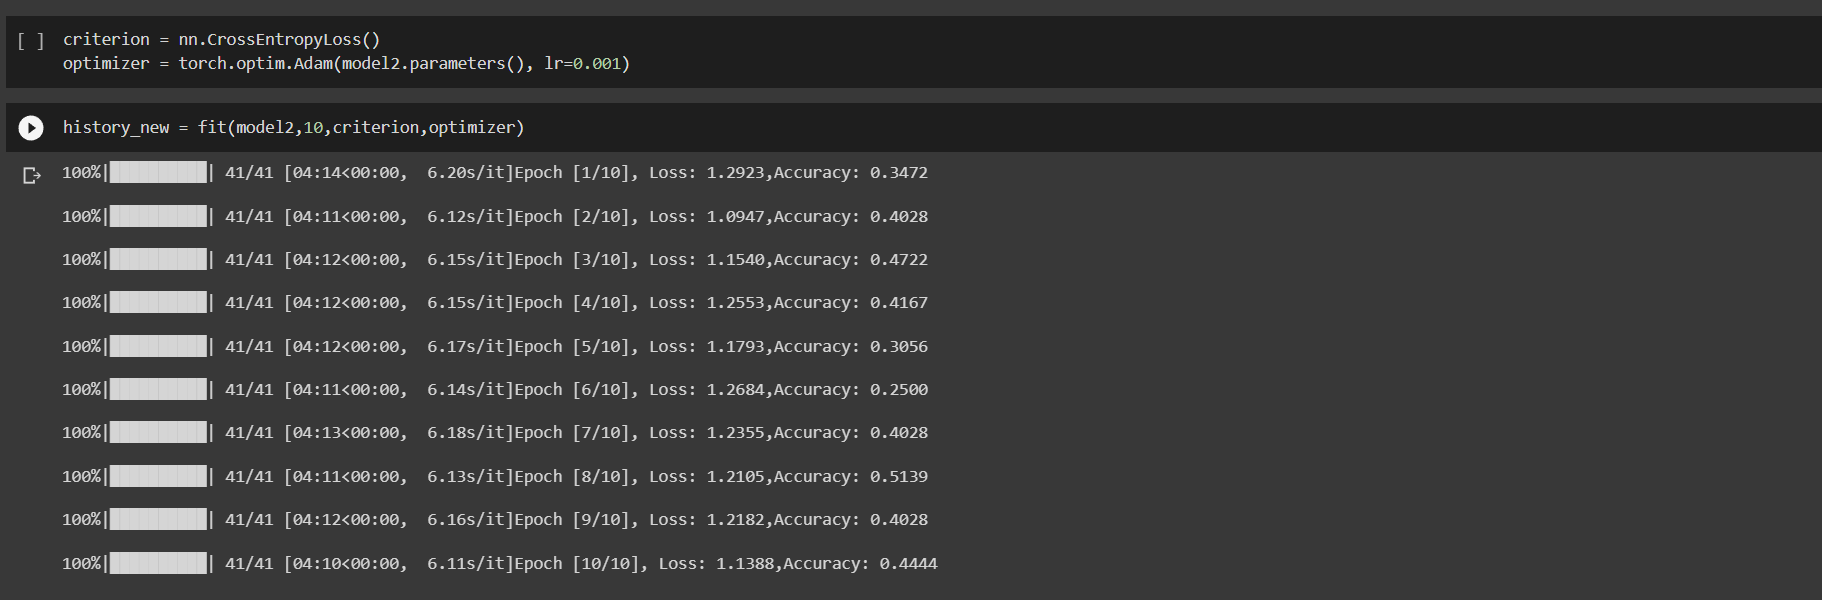 [ ] criterion = nn.CrossEntropyLoss()
optimizer = torch.optim.Adam(model2.parameters(), lr=0.001)
history_new = fit(model2,10,criterion,optimizer)
100%|██████████| 41/41 [04:14<00:00,  6.20s/it]Epoch [1/10], Loss: 1.2923,Accuracy: 0.3472
100%|██████████| 41/41 [04:11<00:00,  6.12s/it]Epoch [2/10], Loss: 1.0947,Accuracy: 0.4028
100%|██████████| 41/41 [04:12<00:00,  6.15s/it]Epoch [3/10], Loss: 1.1540,Accuracy: 0.4722
100%|██████████| 41/41 [04:12<00:00,  6.15s/it]Epoch [4/10], Loss: 1.2553,Accuracy: 0.4167
100%|██████████| 41/41 [04:12<00:00,  6.17s/it]Epoch [5/10], Loss: 1.1793,Accuracy: 0.3056
100%|██████████| 41/41 [04:11<00:00,  6.14s/it]Epoch [6/10], Loss: 1.2684,Accuracy: 0.2500
100%|██████████| 41/41 [04:13<00:00,  6.18s/it]Epoch [7/10], Loss: 1.2355,Accuracy: 0.4028
100%|██████████| 41/41 [04:11<00:00,  6.13s/it]Epoch [8/10], Loss: 1.2105,Accuracy: 0.5139
100%|██████████| 41/41 [04:12<00:00,  6.16s/it]Epoch [9/10], Loss: 1.2182,Accuracy: 0.4028
100%|██████████| 41/41 [04:10<00:00,  6.11s/it]Epoch [10/10], Loss: 1.1388,Accuracy: 0.4444